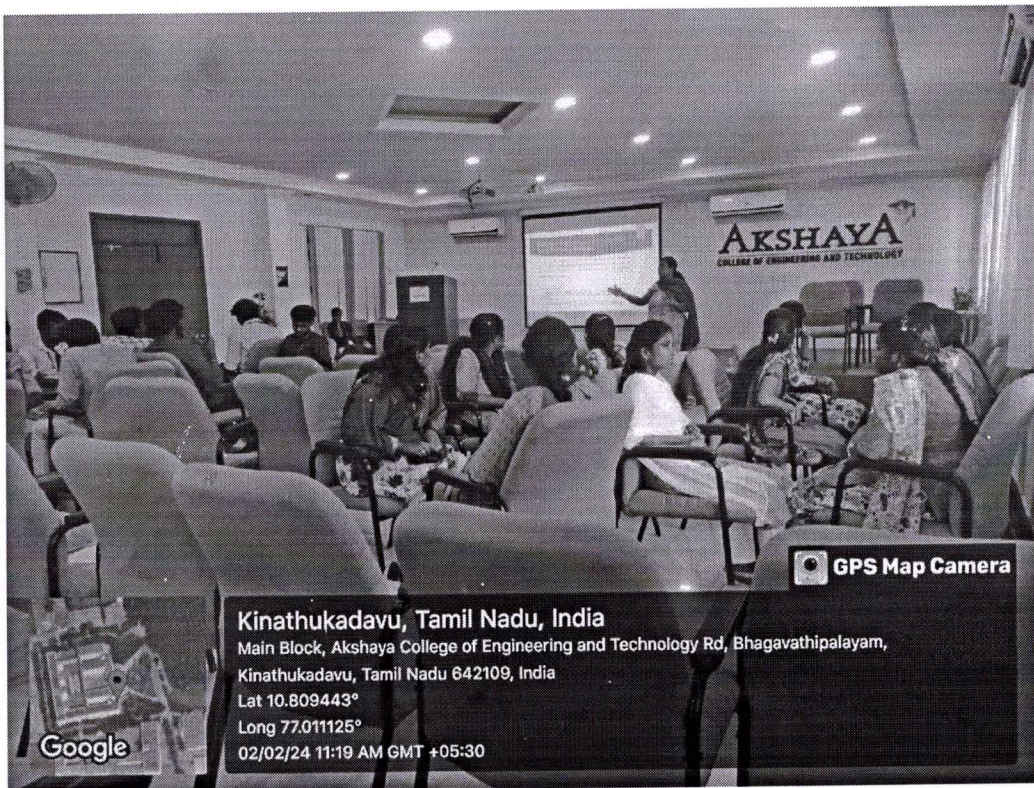 AKSHAYA
COLLEGE OF ENGINEERING AND TECHNOLOGY
GPS Map Camera
Kinathukadavu, Tamil Nadu, India
Main Block, Akshaya College of Engineering and Technology Rd, Bhagavathipalayam,
Kinathukadavu, Tamil Nadu 642109, India
Lat 10.809443°
Long 77.011125°
02/02/24 11:19 AM GMT +05:30
Google